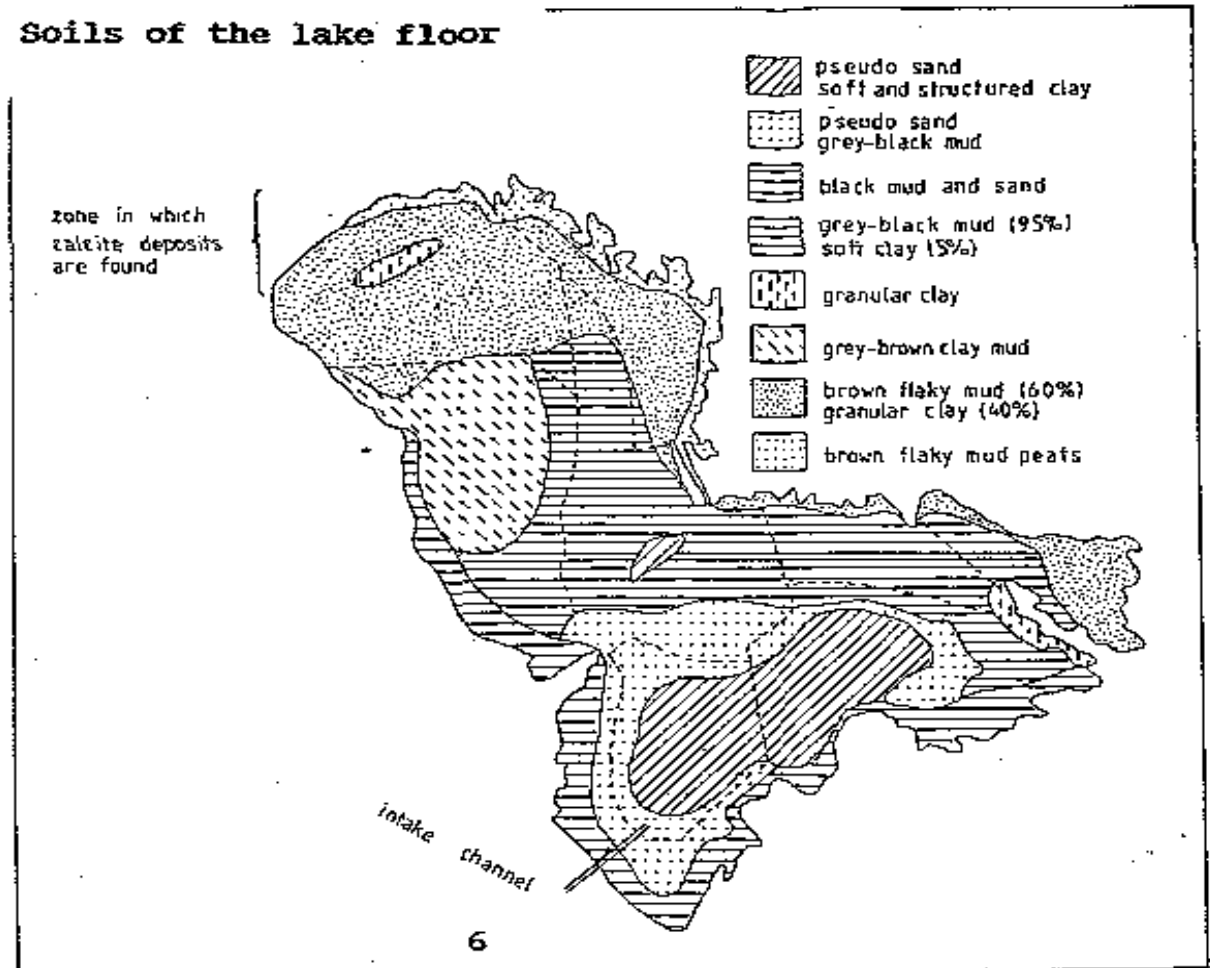 Soils of the lake floor
pseudo sand
soft and structured clay
pseudo sand
grey-black mud
black mud and sand
grey-black mud (95%)
soft clay (5%)
granular clay
grey-brown clay mud
brown flaky mud (60%)
granular clay (40%)
brown flaky mud peats
zone in which
calcite deposits
are found
intake channel
6